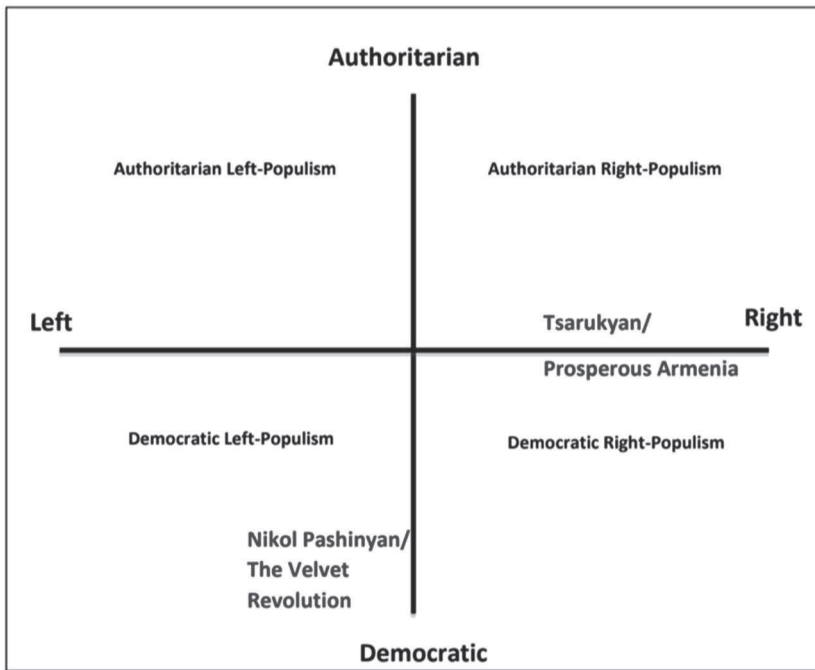 Authoritarian
Authoritarian Left-Populism
Authoritarian Right-Populism
Left
Tsarukyan/
Right
Prosperous Armenia
Democratic Left-Populism
Democratic Right-Populism
Nikol Pashinyan/
The Velvet
Revolution
Democratic